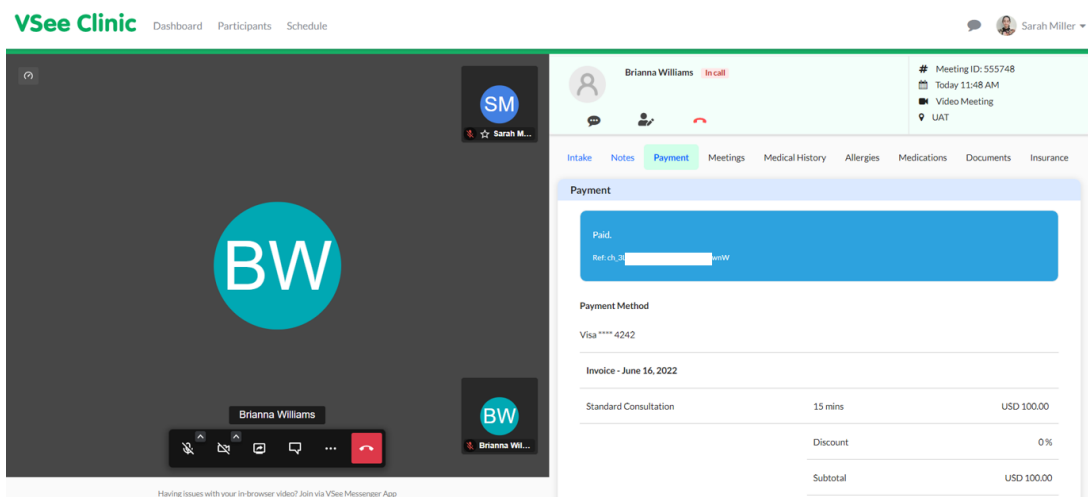 VSee Clinic Dashboard Participants Schedule Sarah Miller
SM
Sarah M...
BW
Brianna Williams
BW
Brianna Wil...
Having issues with your in-browser video? Join via VSee Messenger App
Brianna Williams In call
# Meeting ID: 555748
Today 11:48 AM
Video Meeting
UAT
Intake Notes Payment Meetings Medical History Allergies Medications Documents Insurance
Payment
Paid.
Ref: ch_3 wnW
Payment Method
Visa **** 4242
Invoice - June 16, 2022
Standard Consultation 15 mins USD 100.00
Discount 0 %
Subtotal USD 100.00